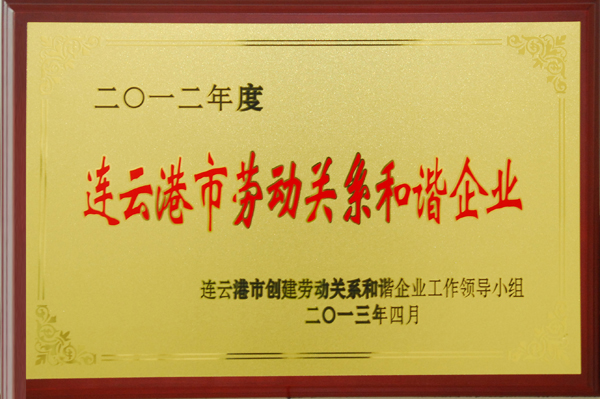 二〇一二年度
连云港市劳动关系和谐企业
连云港市创建劳动关系和谐企业工作领导小组
二〇一三年四月